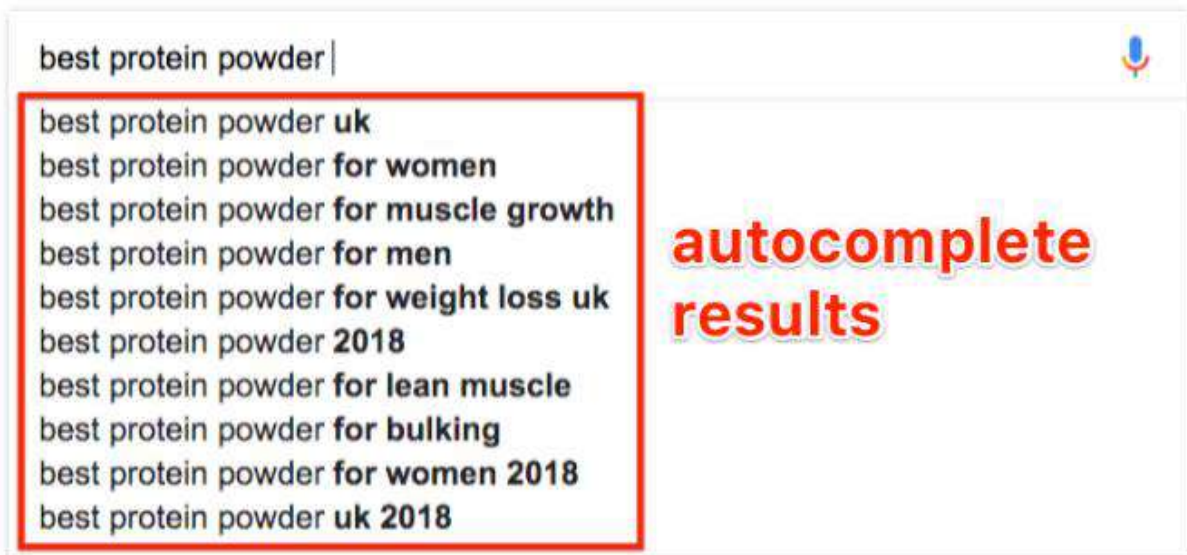 best protein powder
best protein powder uk
best protein powder for women
best protein powder for muscle growth
best protein powder for men
best protein powder for weight loss uk
best protein powder 2018
best protein powder for lean muscle
best protein powder for bulking
best protein powder for women 2018
best protein powder uk 2018
autocomplete
results